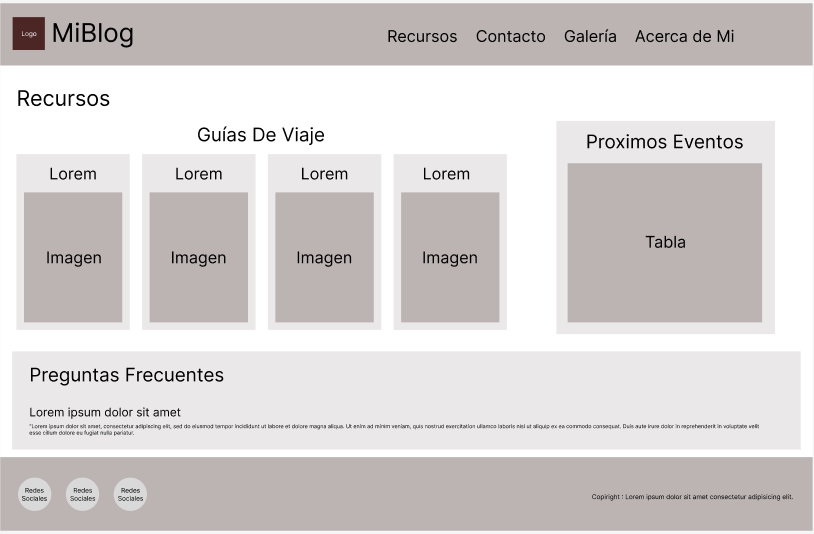 Logo
MiBlog
Recursos
Contacto
Galería
Acerca de Mi
Recursos
Guías De Viaje
Proximos Eventos
Lorem
Lorem
Lorem
Lorem
Imagen
Imagen
Imagen
Imagen
Tabla
Preguntas Frecuentes
Lorem ipsum dolor sit amet
"Lorem ipsum dolor sit amet, consectetur adipiscing elit, sed do eiusmod tempor incididunt ut labore et dolore magna aliqua. Ut enim ad minim veniam, quis nostrud exercitation ullamco laboris nisi ut aliquip ex ea commodo consequat. Duis aute irure dolor in reprehenderit in voluptate velit
esse cillum dolore eu fugiat nulla pariatur.
Redes
Sociales
Redes
Sociales
Redes
Sociales
Copiright : Lorem ipsum dolor sit amet consectetur adipisicing elit.